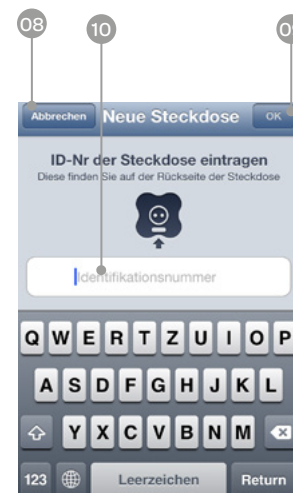 08
10
Abbrechen Neue Steckdose OK
ID-Nr der Steckdose eintragen
Diese finden Sie auf der Rückseite der Steckdose
Identifikationsnummer
Q W E R T Z U I O P
A S D F G H J K L
Y X C V B N M
123 Leerzeichen Return